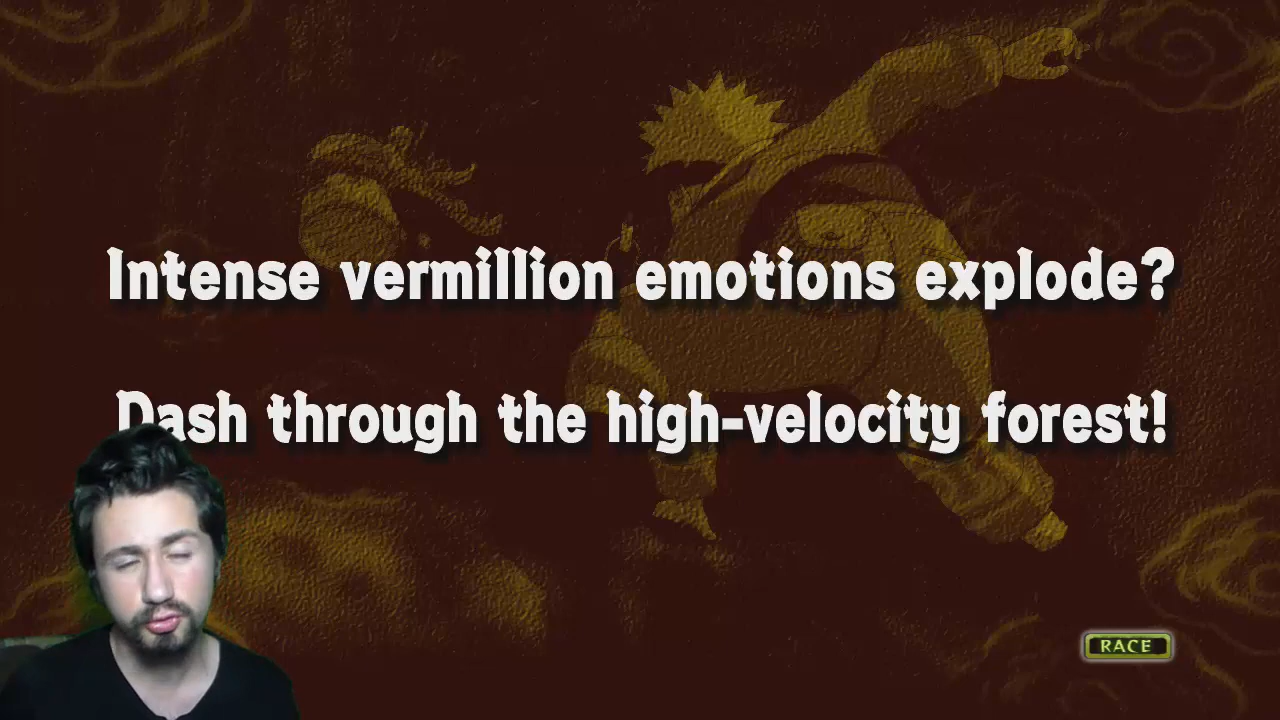 Intense vermillion emotions explode?
Dash through the high-velocity forest!
RACE